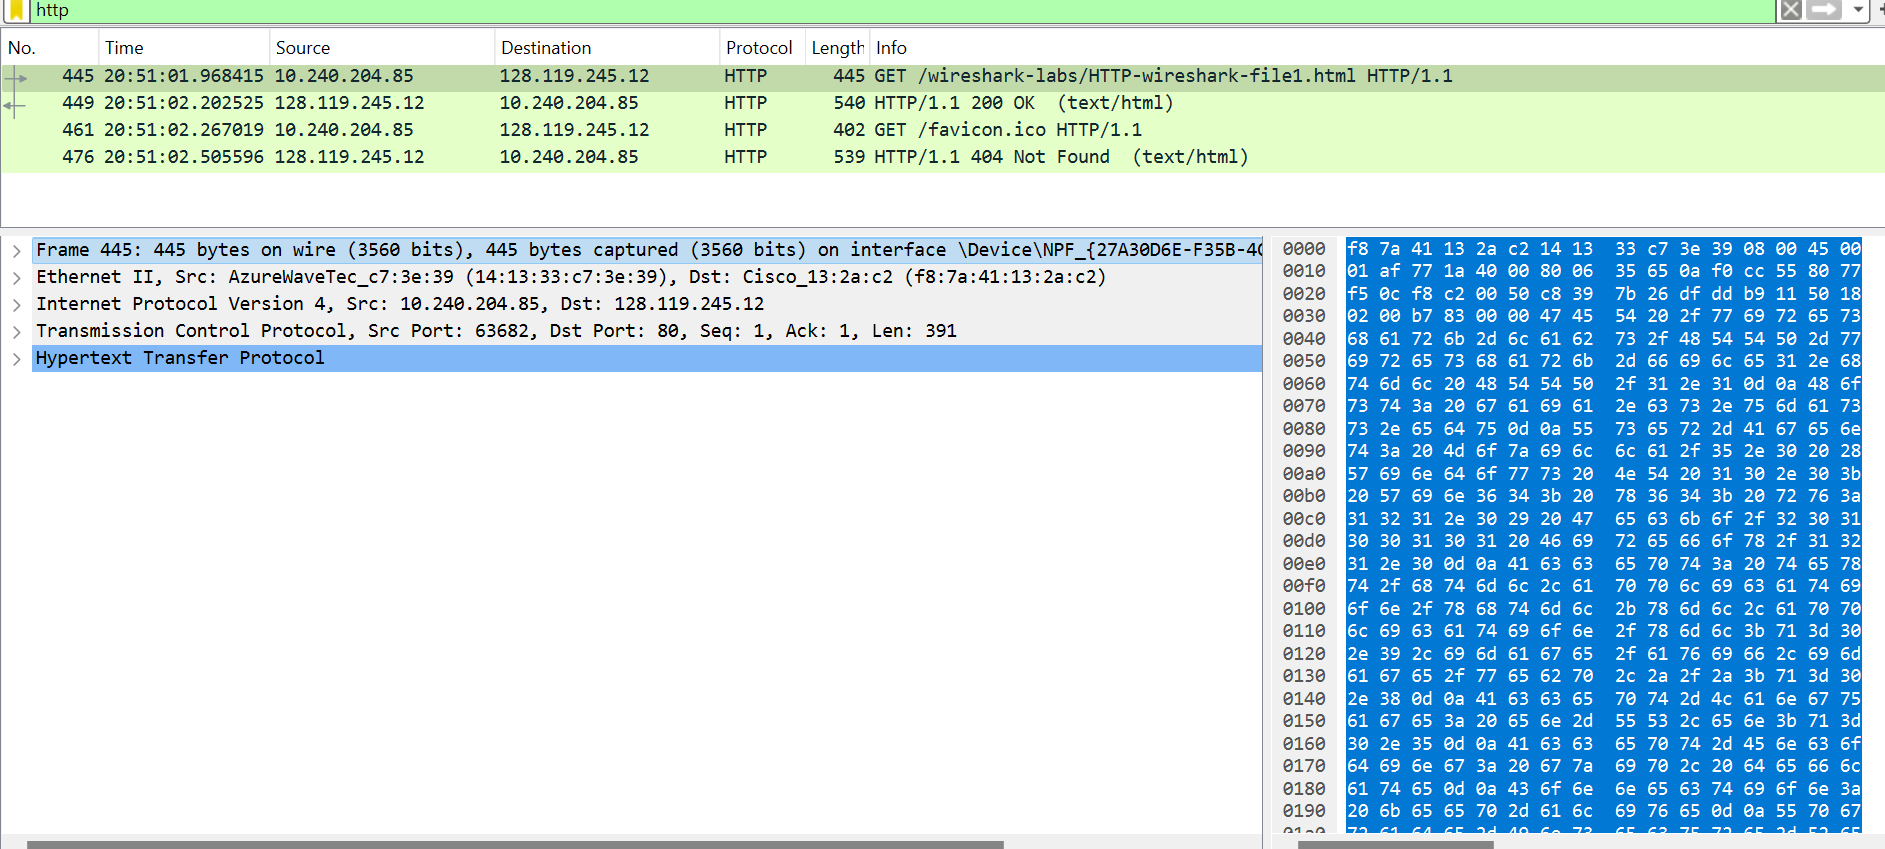 http
No. Time Source Destination Protocol Length Info
445 20:51:01.968415 10.240.204.85 128.119.245.12 HTTP 445 GET /wireshark-labs/HTTP-wireshark-file1.html HTTP/1.1
449 20:51:02.202525 128.119.245.12 10.240.204.85 HTTP 540 HTTP/1.1 200 OK (text/html)
461 20:51:02.267019 10.240.204.85 128.119.245.12 HTTP 402 GET /favicon.ico HTTP/1.1
476 20:51:02.505596 128.119.245.12 10.240.204.85 HTTP 539 HTTP/1.1 404 Not Found (text/html)
Frame 445: 445 bytes on wire (3560 bits), 445 bytes captured (3560 bits) on interface \Device\NPF_{27A30D6E-F35B-4
Ethernet II, Src: AzureWaveTec_c7:3e:39 (14:13:33:c7:3e:39), Dst: Cisco_13:2a:c2 (f8:7a:41:13:2a:c2)
Internet Protocol Version 4, Src: 10.240.204.85, Dst: 128.119.245.12
Transmission Control Protocol, Src Port: 63682, Dst Port: 80, Seq: 1, Ack: 1, Len: 391
Hypertext Transfer Protocol
0000 f8 7a 41 13 2a c2 14 13 33 c7 3e 39 08 00 45 00
0010 01 af 77 1a 40 00 80 06 35 65 0a f0 cc 55 80 77
0020 f5 0c f8 c2 00 50 c8 39 7b 26 df dd b9 11 50 18
0030 02 00 b7 83 00 00 47 45 54 20 2f 77 69 72 65 73
0040 68 61 72 6b 2d 6c 61 62 73 2f 48 54 54 50 2d 77
0050 69 72 65 73 68 61 72 6b 2d 66 69 6c 65 31 2e 68
0060 74 6d 6c 20 48 54 54 50 2f 31 2e 31 0d 0a 48 6f
0070 73 74 3a 20 67 61 69 61 2e 63 73 2e 75 6d 61 73
0080 73 2e 65 64 75 0d 0a 55 73 65 72 2d 41 67 65 6e
0090 74 3a 20 4d 6f 7a 69 6c 6c 61 2f 35 2e 30 20 28
00a0 57 69 6e 64 6f 77 73 20 4e 54 20 31 30 2e 30 3b
00b0 20 57 69 6e 36 34 3b 20 78 36 34 3b 20 72 76 3a
00c0 31 32 31 2e 30 29 20 47 65 63 6b 6f 2f 32 30 31
00d0 30 30 31 30 31 20 46 69 72 65 66 6f 78 2f 31 32
00e0 31 2e 30 0d 0a 41 63 63 65 70 74 3a 20 74 65 78
00f0 74 2f 68 74 6d 6c 2c 61 70 70 6c 69 63 61 74 69
0100 6f 6e 2f 78 68 74 6d 6c 2b 78 6d 6c 2c 61 70 70
0110 6c 69 63 61 74 69 6f 6e 2f 78 6d 6c 3b 71 3d 30
0120 2e 39 2c 69 6d 61 67 65 2f 61 76 69 66 2c 69 6d
0130 61 67 65 2f 77 65 62 70 2c 2a 2f 2a 3b 71 3d 30
0140 2e 38 0d 0a 41 63 63 65 70 74 2d 4c 61 6e 67 75
0150 61 67 65 3a 20 65 6e 2d 55 53 2c 65 6e 3b 71 3d
0160 30 2e 35 0d 0a 41 63 63 65 70 74 2d 45 6e 63 6f
0170 64 69 6e 67 3a 20 67 7a 69 70 2c 20 64 65 66 6c
0180 61 74 65 0d 0a 43 6f 6e 6e 65 63 74 69 6f 6e 3a
0190 20 6b 65 65 70 2d 61 6c 69 76 65 0d 0a 55 70 67
01a0 72 61 64 65 2d 49 6e 73 65 63 75 72 65 2d 52 65